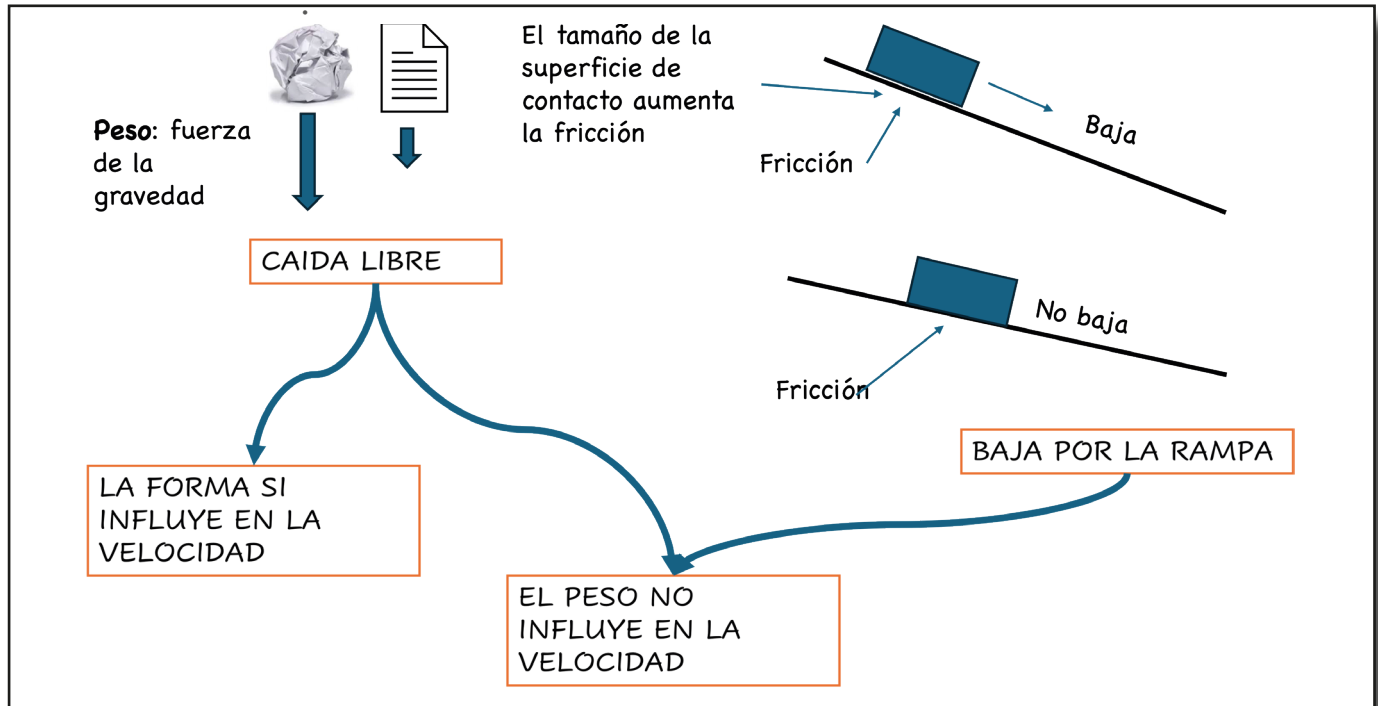 Peso: fuerza
de la
gravedad
El tamaño de la
superficie de
contacto aumenta
la fricción
Fricción
Baja
CAIDA LIBRE
No baja
Fricción
BAJA POR LA RAMPA
LA FORMA SI
INFLUYE EN LA
VELOCIDAD
EL PESO NO
INFLUYE EN LA
VELOCIDAD